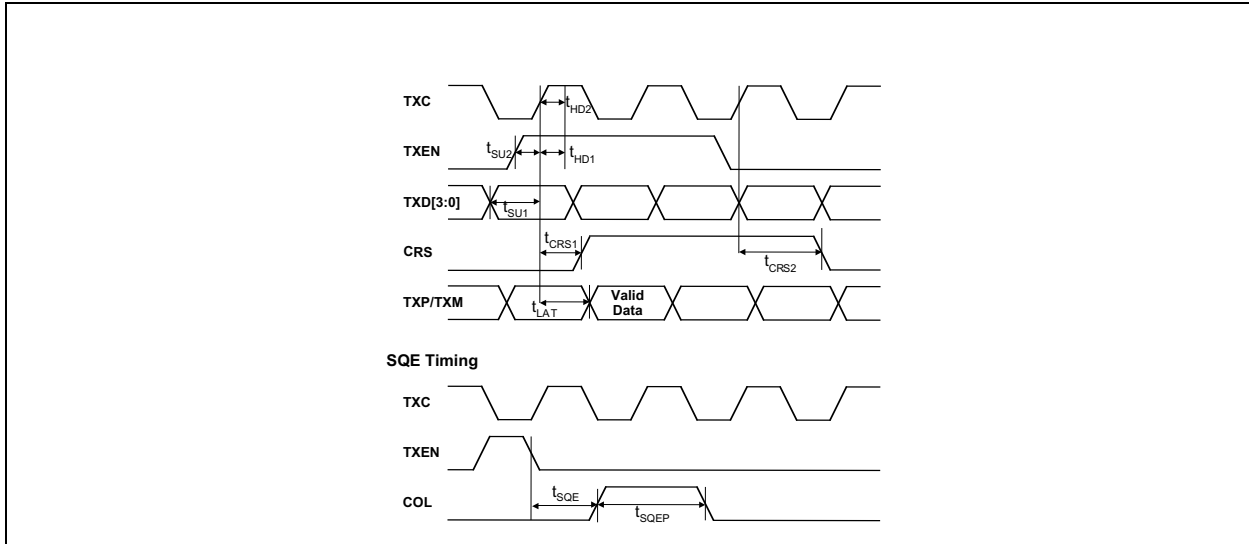 TXC
tHD2
TXEN
tSU2
tHD1
TXD[3:0]
tSU1
CRS
tCRS1
tCRS2
TXP/TXM
tLAT
Valid
Data
SQE Timing
TXC
TXEN
COL
tSQE
tSQEP